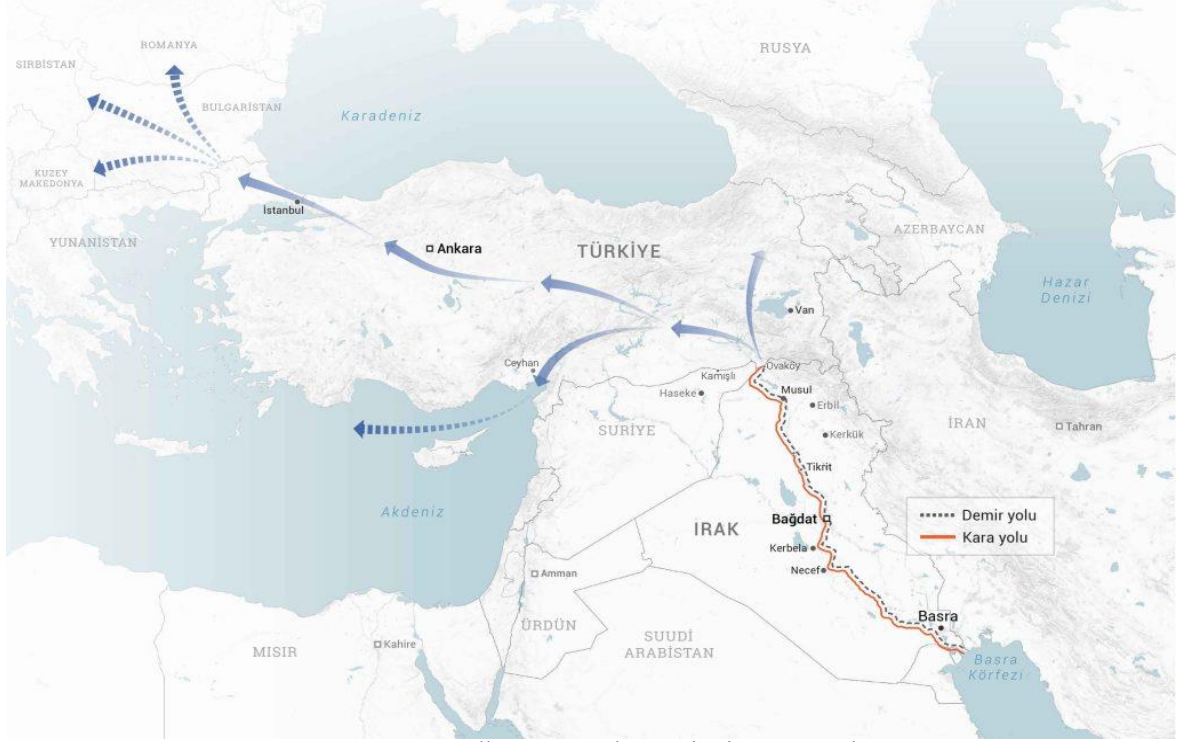 ROMANYA
RUSYA
SIRBİSTAN
BULGARİSTAN
Karadeniz
KUZEY
MAKEDONYA
İstanbul
YUNANİSTAN
Ankara
TÜRKİYE
AZERBAYCAN
Hazar
Denizi
Van
Ceyhan
Ovaköy
Kamışlı
Haseke
Musul
Erbil
SURİYE
Kerkük
İRAN
Tahran
Tikrit
Akdeniz
IRAK
Bağdat
Demir yolu
Kara yolu
Kerbela
Necef
Amman
Basra
ÜRDÜN
SUUDİ
ARABİSTAN
MISIR
Kahire
Basra
Körfezi